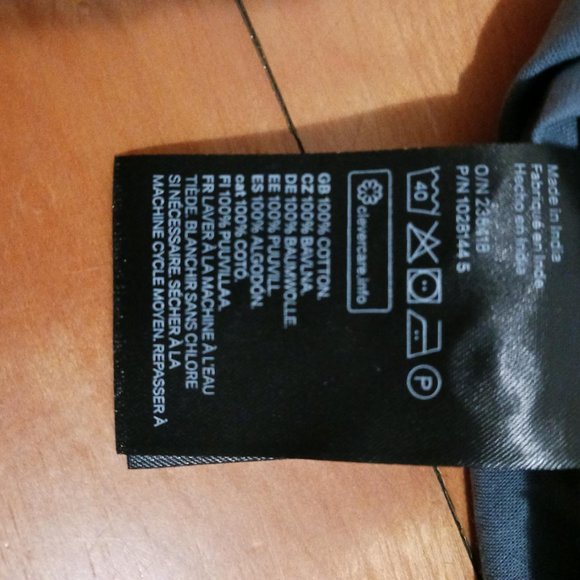 Made in India
Fabriqué en Inde
Hecho en India
O/N
P/N 1028144 5
40
P
clevercare.info
GB 100% COTTON.
CZ 100% BAVLNA.
DE 100% BAUMWOLLE.
EE 100% PUUVILL.
ES 100% ALGODÓN.
cat 100% COTÓ.
FI 100% PUUVILLAA.
FR LAVER À LA MACHINE À L'EAU
TIÈDE. BLANCHIR SANS CHLORE
SI NÉCESSAIRE. SÉCHER À LA
MACHINE CYCLE MOYEN. REPASSER À